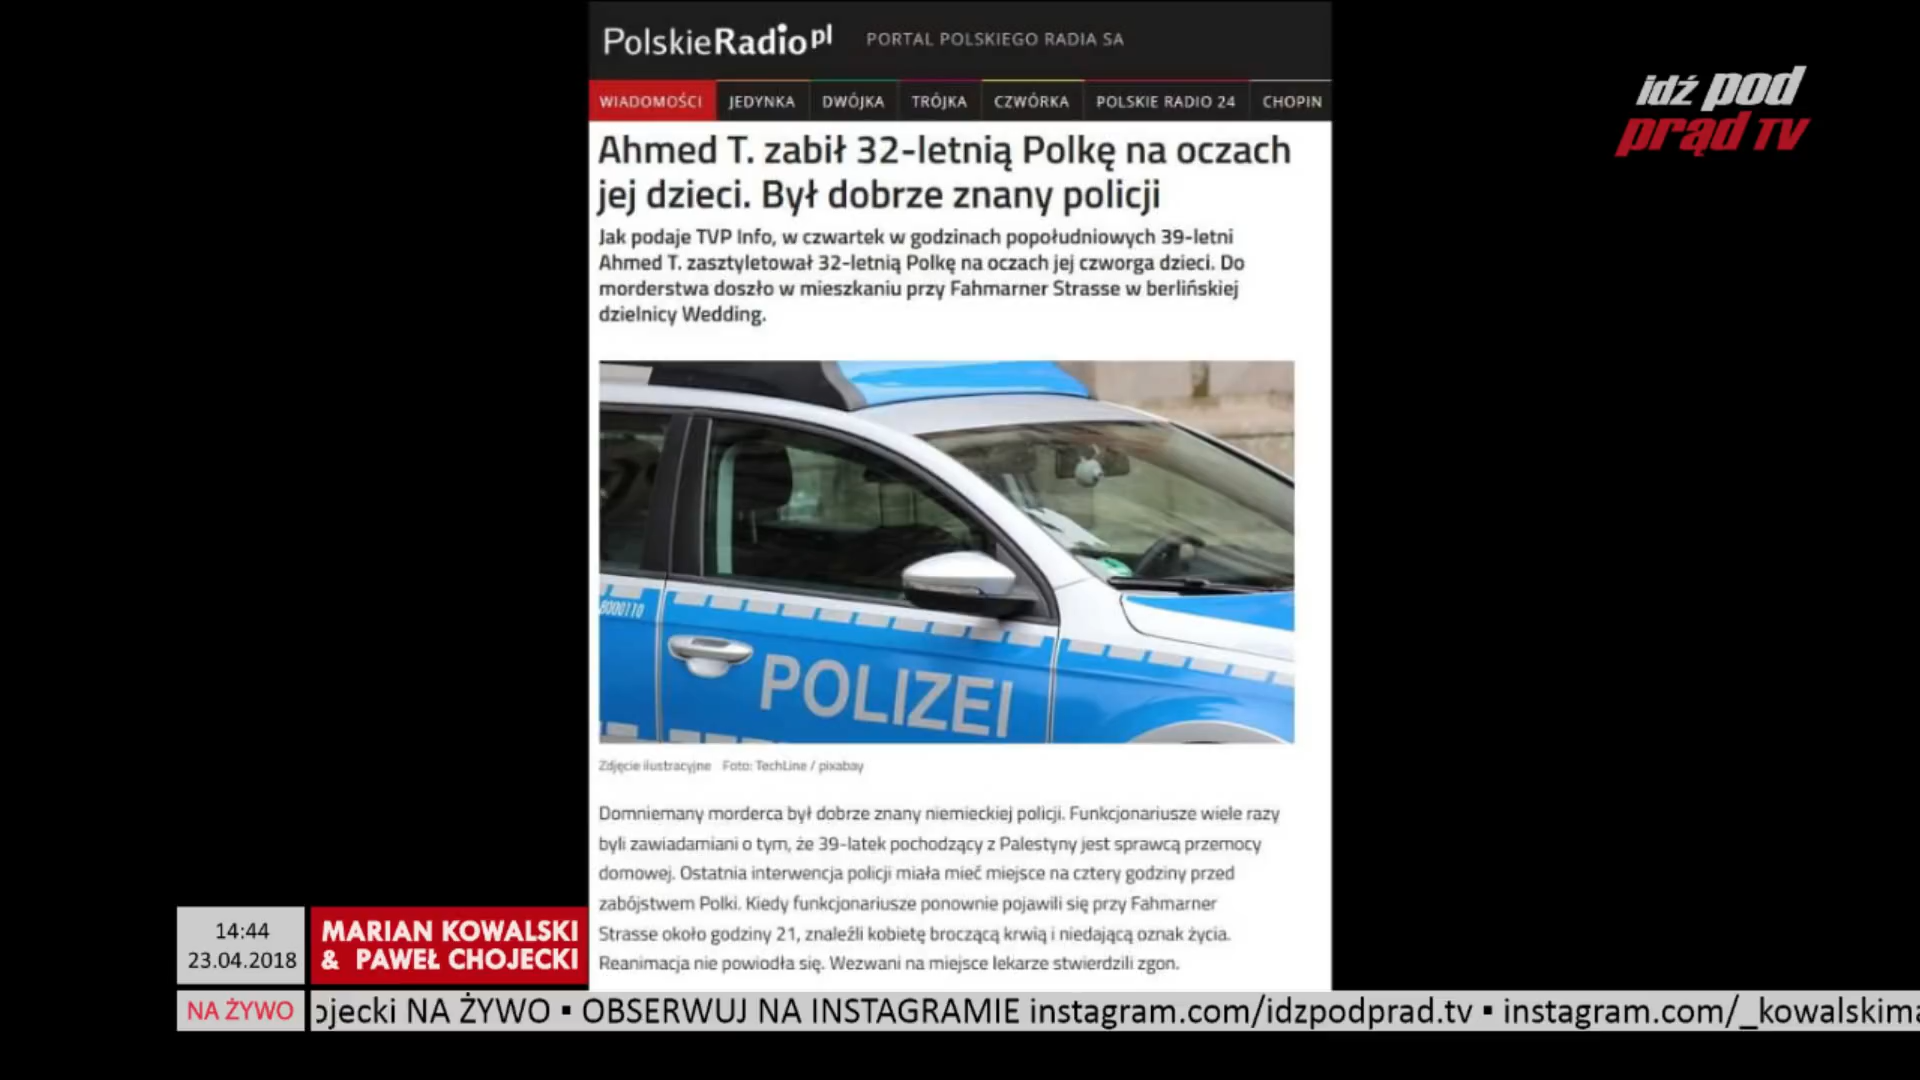 PolskieRadio.pl PORTAL POLSKIEGO RADIA SA
WIADOMOŚCI JEDYNKA DWÓJKA TRÓJKA CZWÓRKA POLSKIE RADIO 24 CHOPIN
idź pod
prąd TV
Ahmed T. zabił 32-letnią Polkę na oczach
jej dzieci. Był dobrze znany policji
Jak podaje TVP Info, w czwartek w godzinach popołudniowych 39-letni
Ahmed T. zasztyletował 32-letnią Polkę na oczach jej czworga dzieci. Do
morderstwa doszło w mieszkaniu przy Fahmarner Strasse w berlińskiej
dzielnicy Wedding.
POLIZEI
Zdjęcie ilustracyjne Foto: TechLine / pixabay
Domniemany morderca był dobrze znany niemieckiej policji. Funkcjonariusze wiele razy
byli zawiadamiani o tym, że 39-latek pochodzący z Palestyny jest sprawcą przemocy
domowej. Ostatnia interwencja policji miała mieć miejsce na cztery godziny przed
zabójstwem Polki. Kiedy funkcjonariusze ponownie pojawili się przy Fahmarner
Strasse około godziny 21, znaleźli kobietę broczącą krwią i niedającą oznak życia.
Reanimacja nie powiodła się. Wezwani na miejsce lekarze stwierdzili zgon.
14:44
23.04.2018
MARIAN KOWALSKI
& PAWEŁ CHOJECKI
NA ŻYWO
ojecki NA ŻYWO ▪ OBSERWUJ NA INSTAGRAMIE instagram.com/idzpodprad.tv ▪ instagram.com/_kowalskima